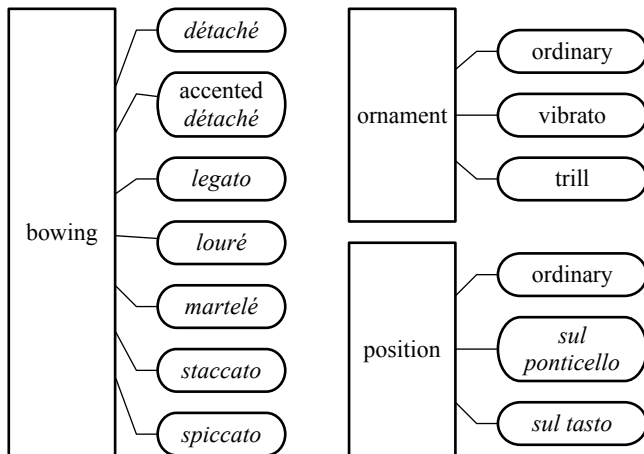 bowing
détaché
accented
détaché
legato
louré
martelé
staccato
spiccato
ornament
ordinary
vibrato
trill
position
ordinary
sul
ponticello
sul tasto